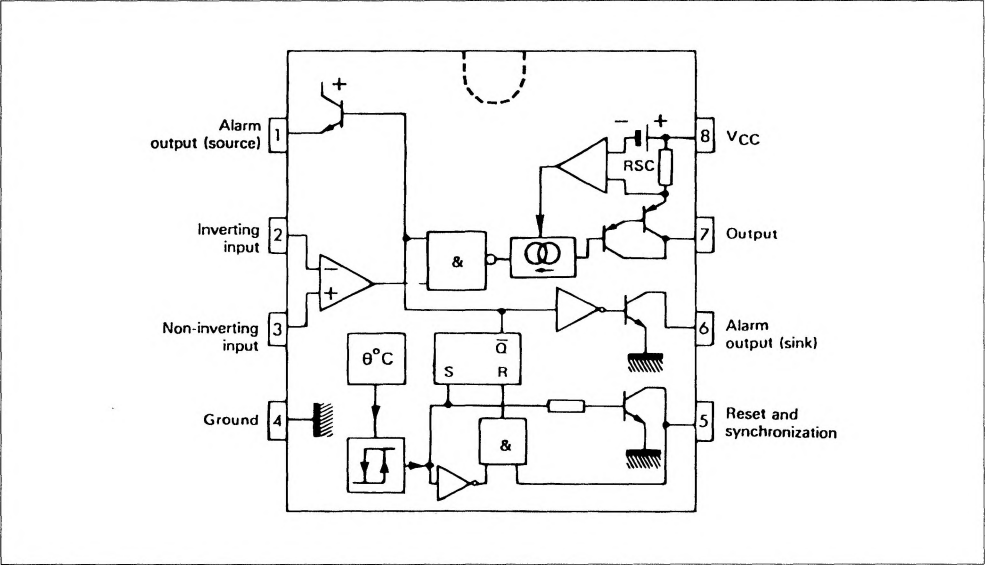 +
Alarm
output (source)
1
− +
8
VCC
RSC
Inverting
input
2
&
7
Output
−
+
Non-inverting
input
3
6
Alarm
output (sink)
θ°C
Q̅
S R
Ground
4
&
5
Reset and
synchronization